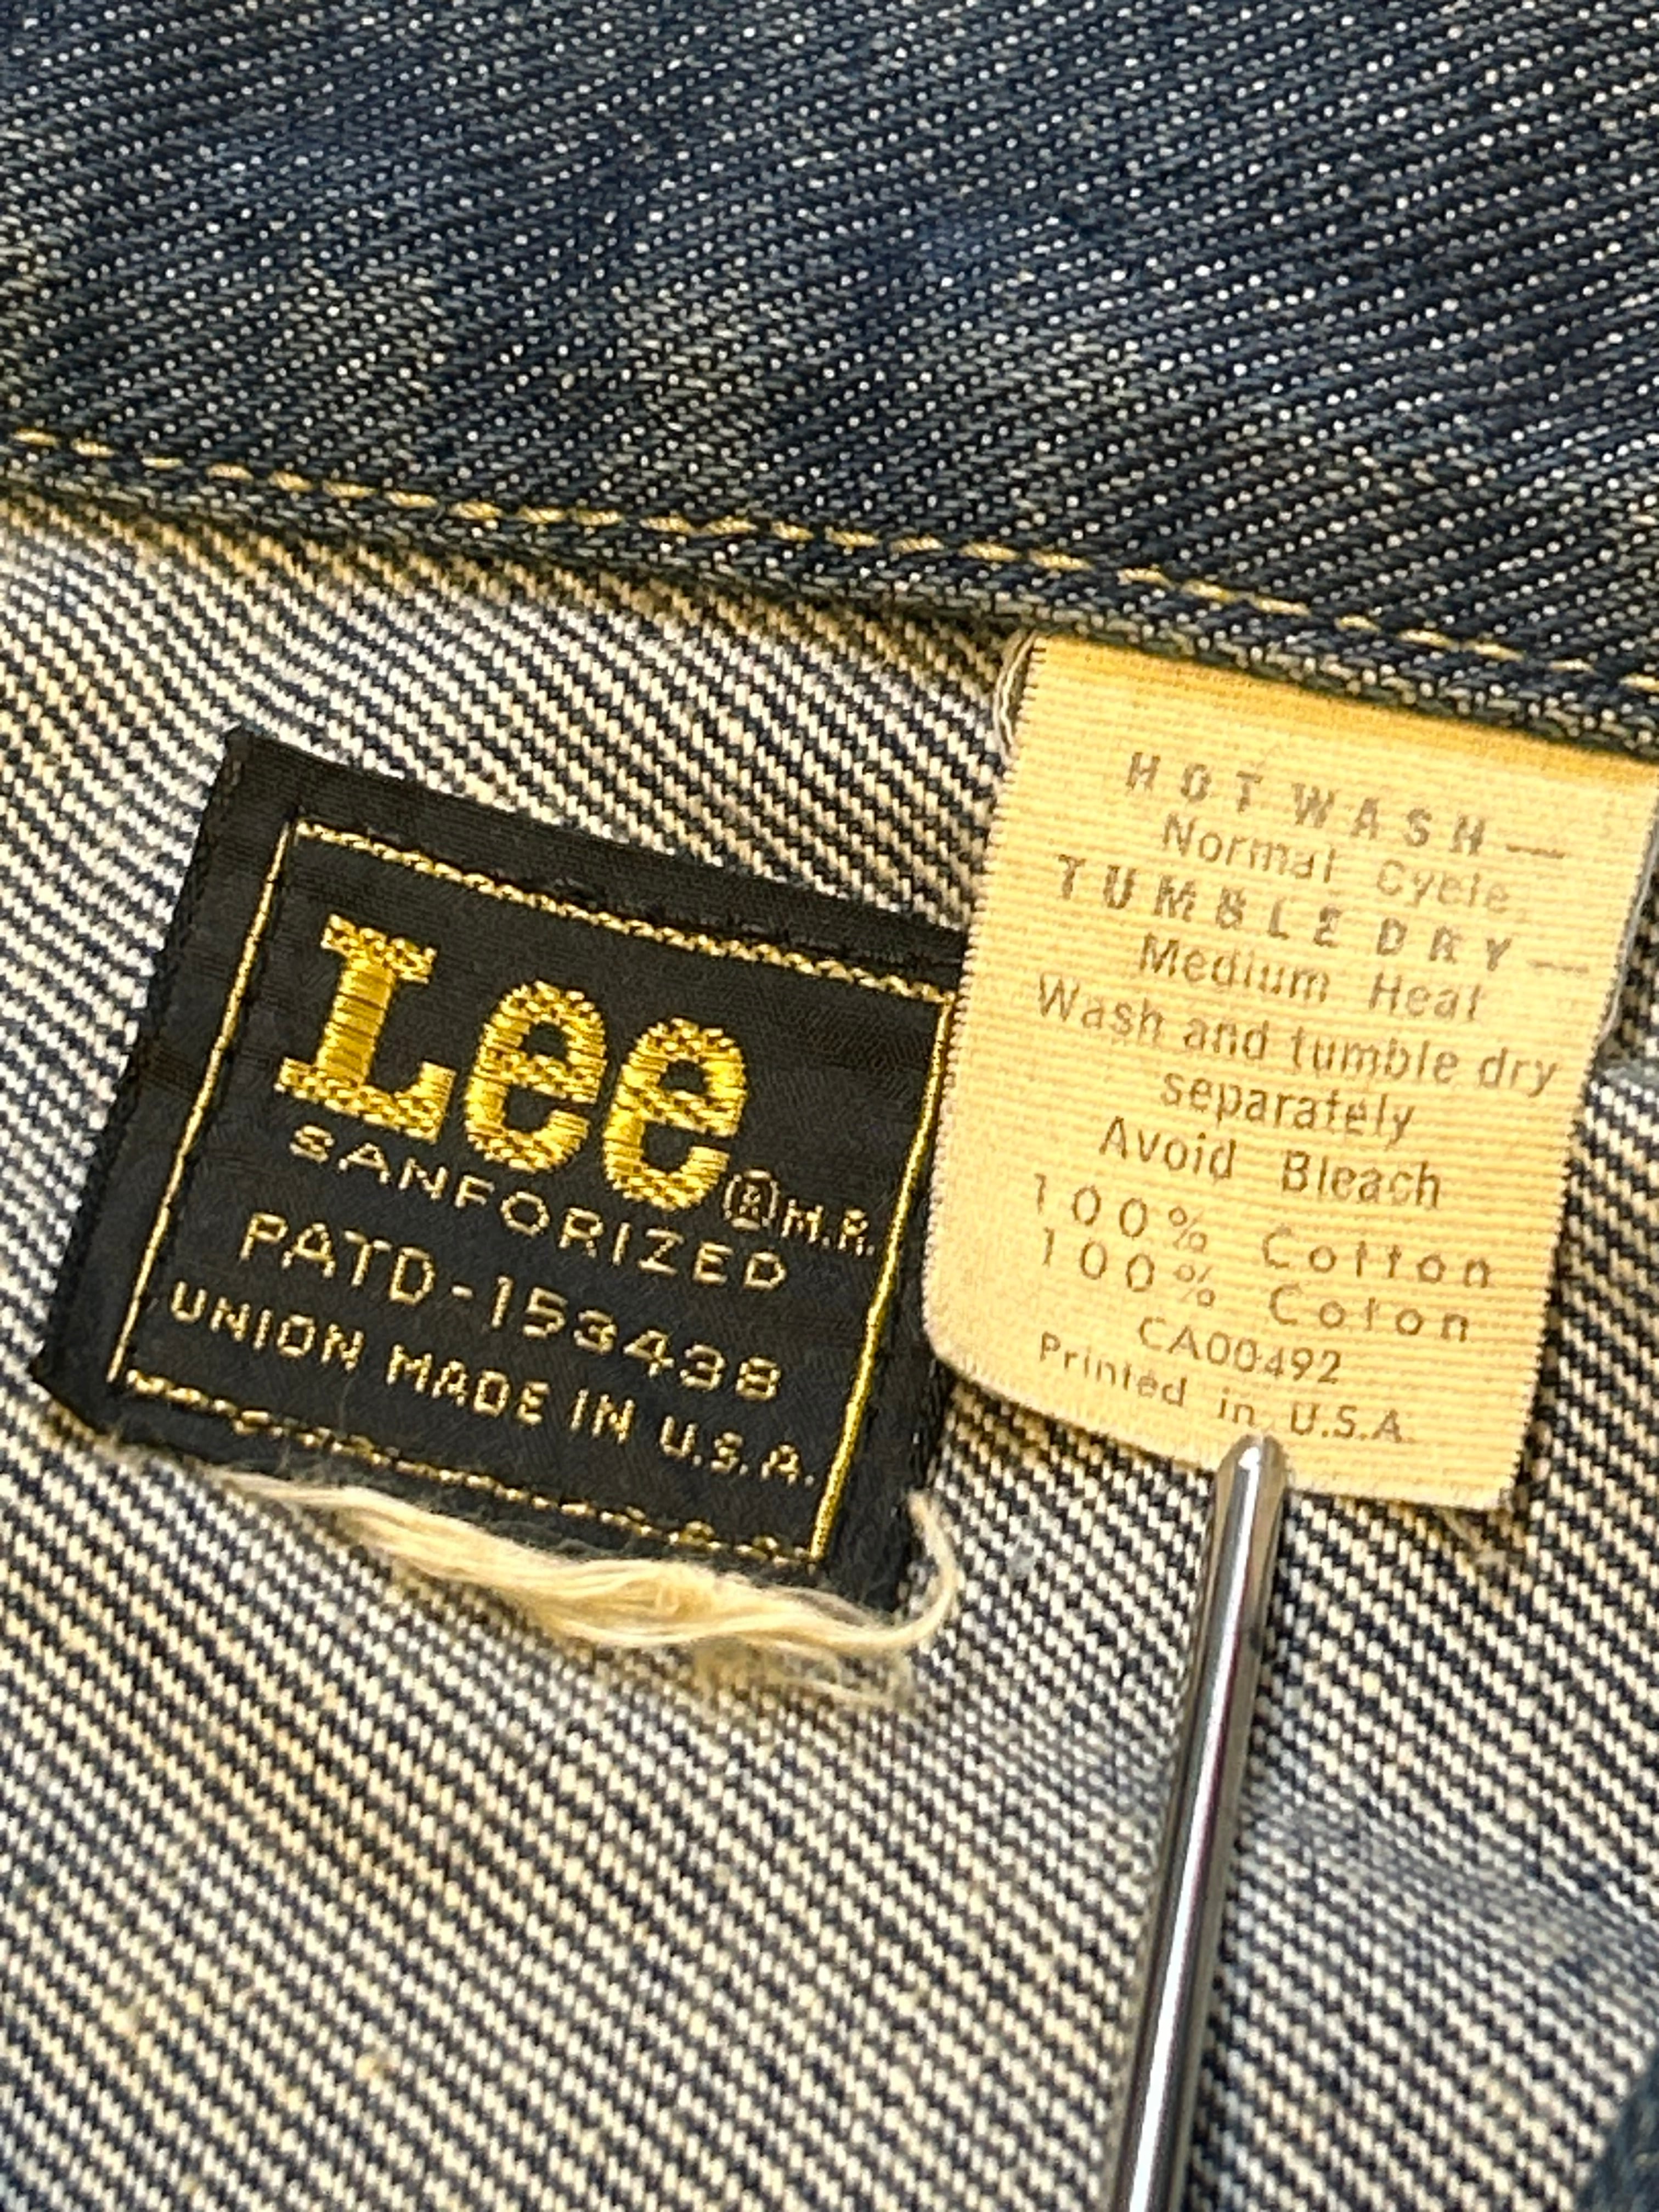 Lee® M.R.
SANFORIZED
PATD-153438
UNION MADE IN U.S.A.
HOT WASH—
Normal Cycle,
TUMBLE DRY—
Medium Heat
Wash and tumble dry
separately
Avoid Bleach
100% Cotton
100% Coton
CA00492
Printed in U.S.A.